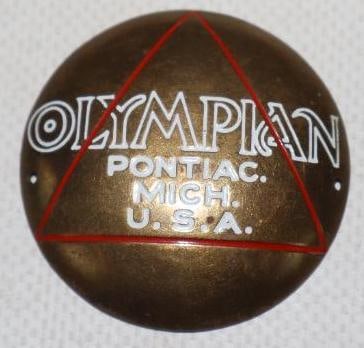 OLYMPIAN
PONTIAC.
MICH.
U. S. A.